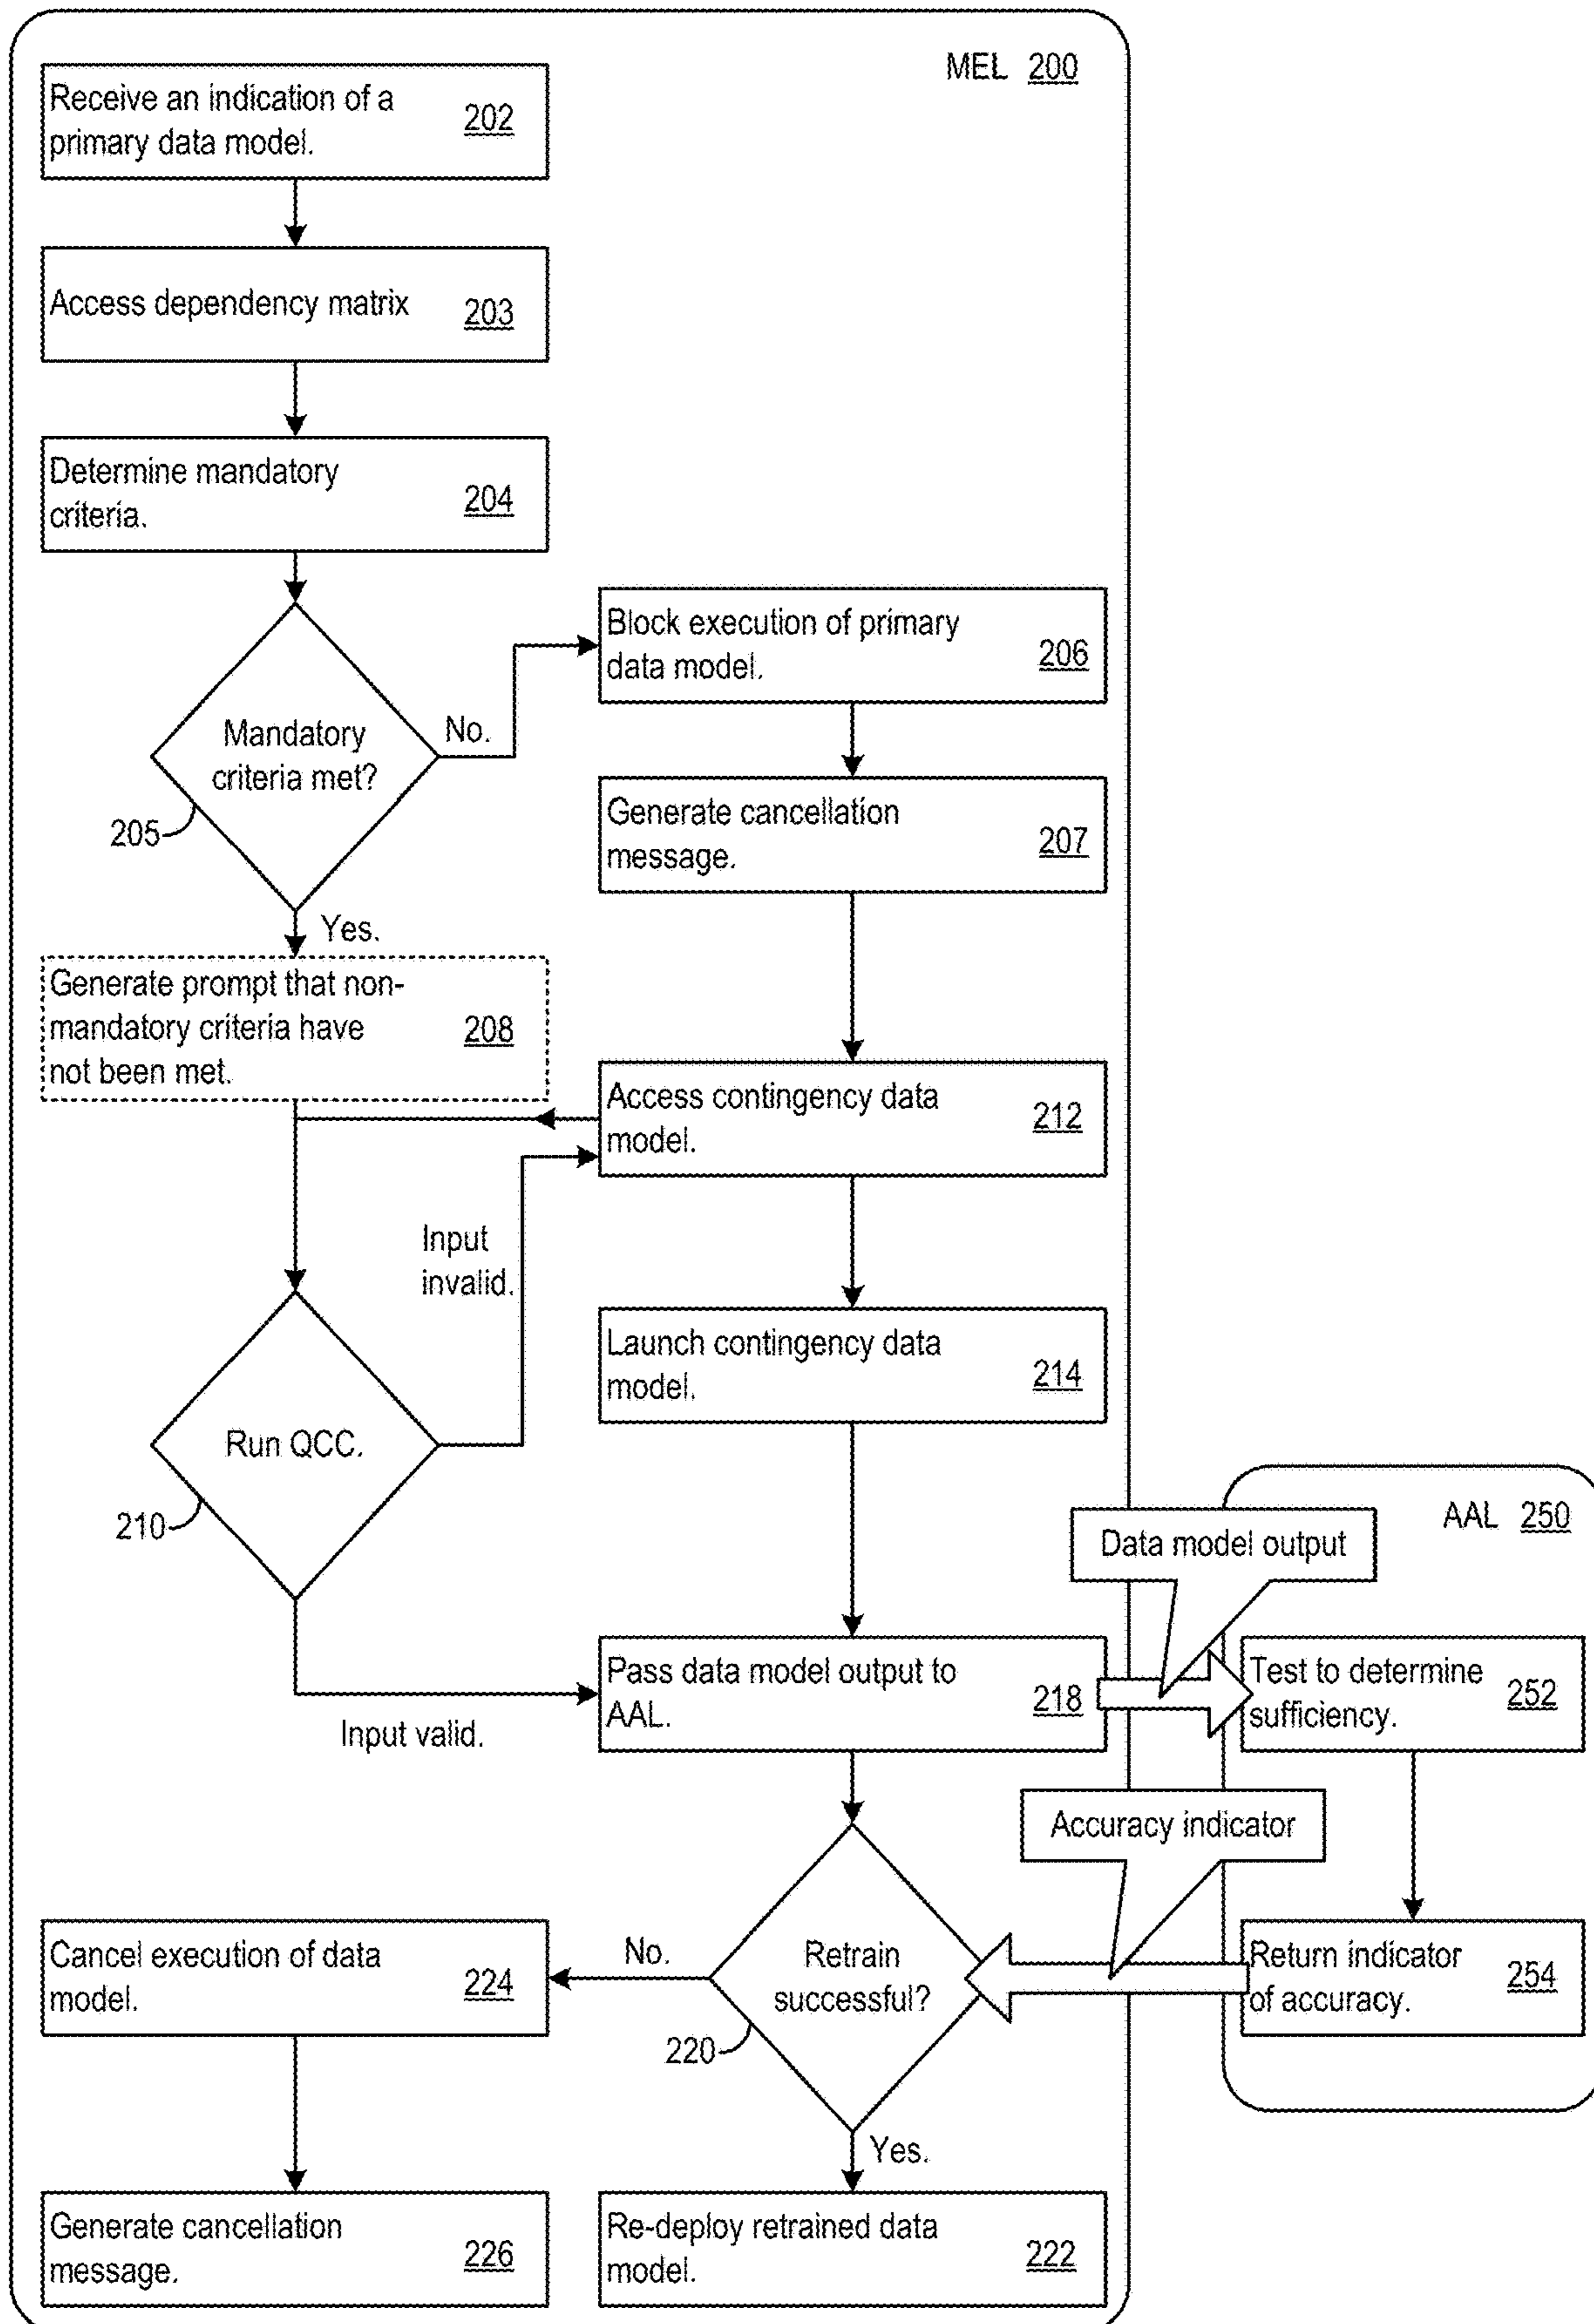 MEL 200
Receive an indication of a
primary data model.
202
Access dependency matrix
203
Determine mandatory
criteria.
204
Mandatory
criteria met?
205
No.
Yes.
Block execution of primary
data model.
206
Generate cancellation
message.
207
Generate prompt that non-
mandatory criteria have
not been met.
208
Access contingency data
model.
212
Input
invalid.
Launch contingency data
model.
214
Run QCC.
210
Input valid.
Pass data model output to
AAL.
218
Data model output
AAL 250
Test to determine
sufficiency.
252
Accuracy indicator
Return indicator
of accuracy.
254
Retrain
successful?
220
No.
Yes.
Cancel execution of data
model.
224
Generate cancellation
message.
226
Re-deploy retrained data
model.
222